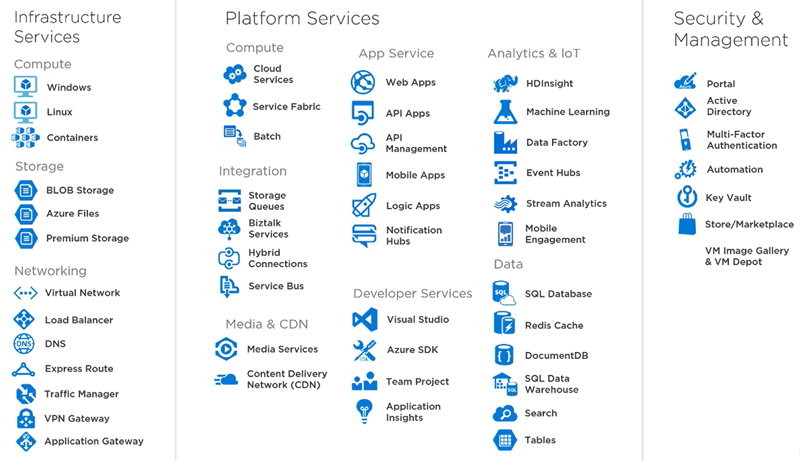 Infrastructure
Services
Compute
Windows
Linux
Containers
Storage
BLOB Storage
Azure Files
Premium Storage
Networking
Virtual Network
Load Balancer
DNS
DNS
Express Route
Traffic Manager
VPN Gateway
Application Gateway
Platform Services
Compute
Cloud
Services
Service Fabric
Batch
Integration
Storage
Queues
Biztalk
Services
Hybrid
Connections
Service Bus
Media & CDN
Media Services
Content Delivery
Network (CDN)
App Service
Web Apps
API Apps
API
Management
Mobile Apps
Logic Apps
Notification
Hubs
Developer Services
Visual Studio
Azure SDK
Team Project
Application
Insights
Analytics & IoT
HDInsight
Machine Learning
Data Factory
Event Hubs
Stream Analytics
Mobile
Engagement
Data
SQL
SQL Database
Redis Cache
DocumentDB
SQL
SQL Data
Warehouse
Search
Tables
Security &
Management
Portal
Active
Directory
Multi-Factor
Authentication
Automation
Key Vault
Store/Marketplace
VM Image Gallery
& VM Depot